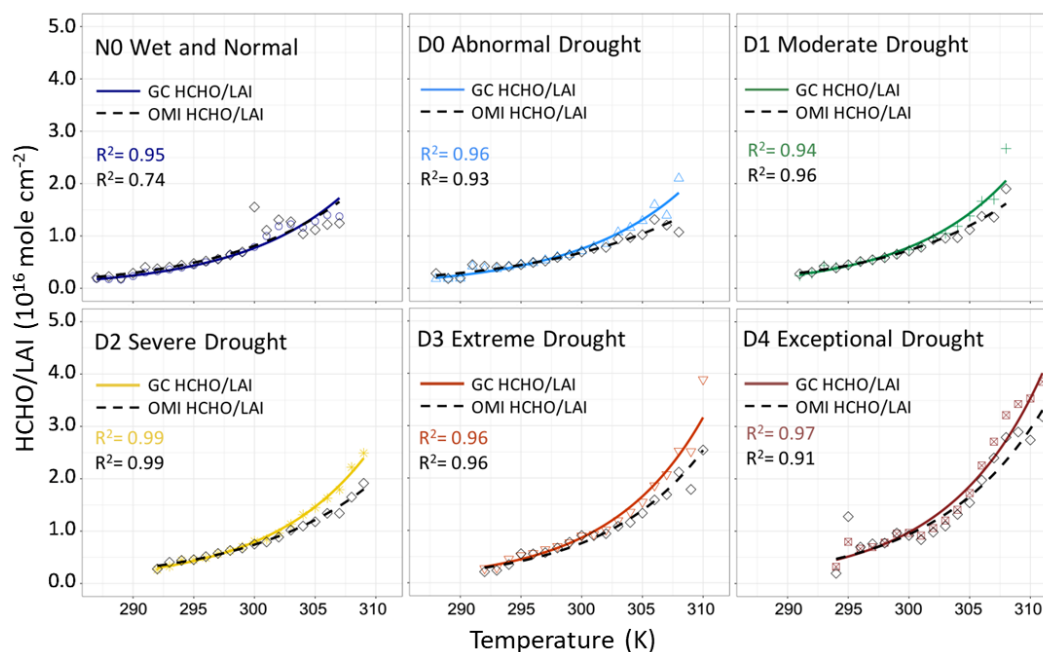 HCHO/LAI (10¹⁶ mole cm⁻²)
5.0
4.0
3.0
2.0
1.0
0.0
N0 Wet and Normal
GC HCHO/LAI
OMI HCHO/LAI
R²= 0.95
R²= 0.74
D0 Abnormal Drought
GC HCHO/LAI
OMI HCHO/LAI
R²= 0.96
R²= 0.93
D1 Moderate Drought
GC HCHO/LAI
OMI HCHO/LAI
R²= 0.94
R²= 0.96
5.0
4.0
3.0
2.0
1.0
0.0
D2 Severe Drought
GC HCHO/LAI
OMI HCHO/LAI
R²= 0.99
R²= 0.99
D3 Extreme Drought
GC HCHO/LAI
OMI HCHO/LAI
R²= 0.96
R²= 0.96
D4 Exceptional Drought
GC HCHO/LAI
OMI HCHO/LAI
R²= 0.97
R²= 0.91
290 295 300 305 310
290 295 300 305 310
290 295 300 305 310
Temperature (K)